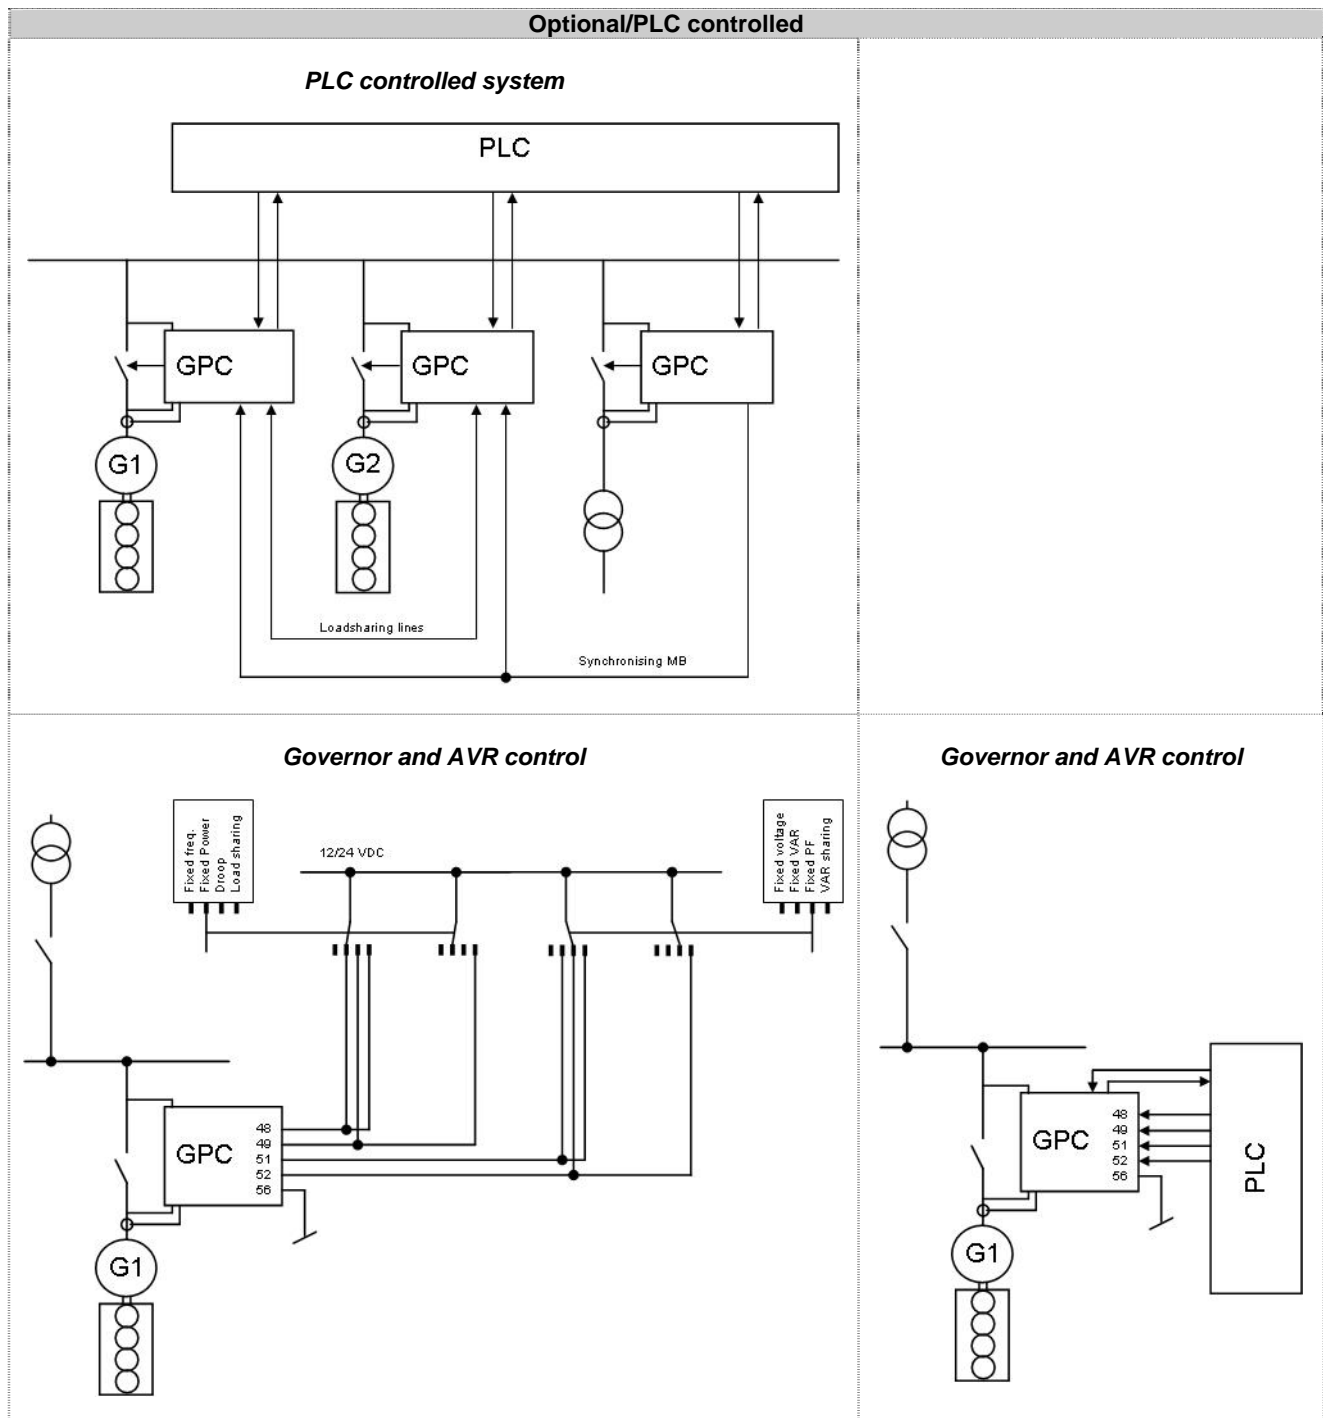 Optional/PLC controlled
PLC controlled system
PLC
GPC
GPC
GPC
G1
G2
Loadsharing lines
Synchronising MB
Governor and AVR control
Fixed freq.
Fixed Power
Droop
Load sharing
12/24 VDC
Fixed voltage
Fixed VAR
Fixed PF
VAR sharing
GPC
48
49
51
52
56
G1
Governor and AVR control
GPC
48
49
51
52
56
PLC
G1